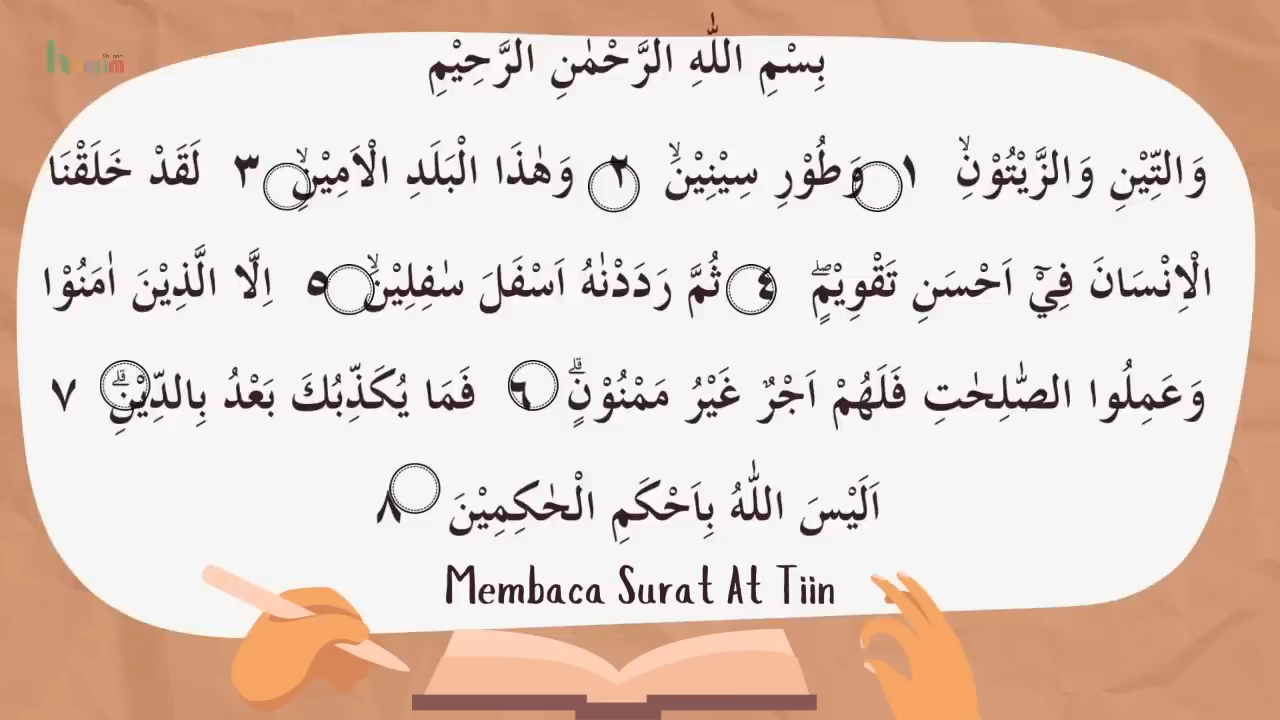 بِسْمِ اللّٰهِ الرَّحْمٰنِ الرَّحِيْمِ
وَالتِّيْنِ وَالزَّيْتُوْنِۙ ١ وَطُوْرِ سِيْنِيْنَۙ ٢ وَهٰذَا الْبَلَدِ الْاَمِيْنِۙ ٣ لَقَدْ خَلَقْنَا
الْاِنْسَانَ فِيْٓ اَحْسَنِ تَقْوِيْمٍۖ ٤ ثُمَّ رَدَدْنٰهُ اَسْفَلَ سٰفِلِيْنَۙ ٥ اِلَّا الَّذِيْنَ اٰمَنُوْا
وَعَمِلُوا الصّٰلِحٰتِ فَلَهُمْ اَجْرٌ غَيْرُ مَمْنُوْنٍۗ ٦ فَمَا يُكَذِّبُكَ بَعْدُ بِالدِّيْنِۗ ٧
اَلَيْسَ اللّٰهُ بِاَحْكَمِ الْحٰكِمِيْنَ ٨
Membaca Surat At Tiin